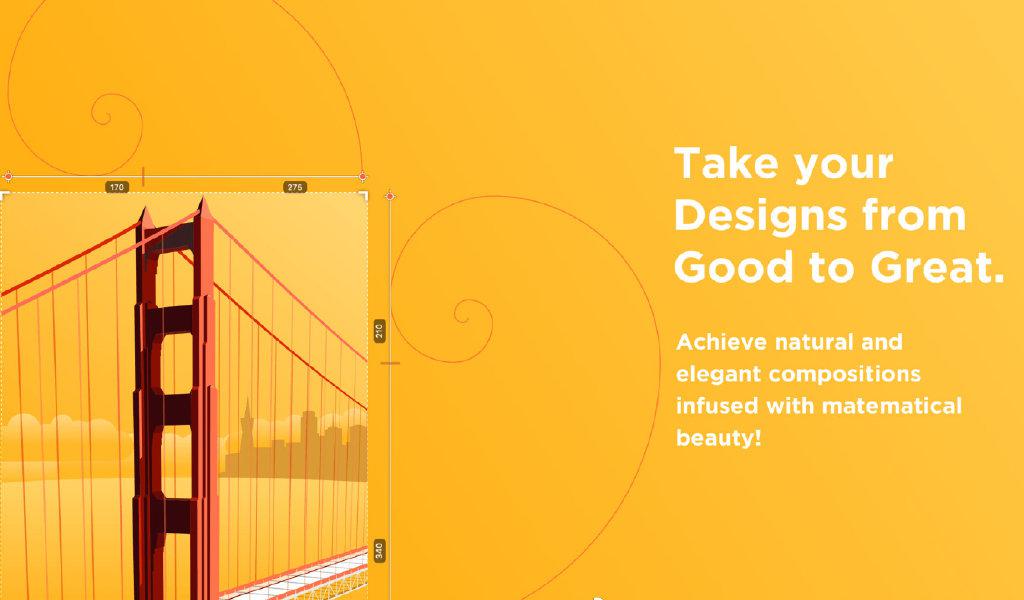 Take your
Designs from
Good to Great.
Achieve natural and
elegant compositions
infused with matematical
beauty!
170
275
210
340